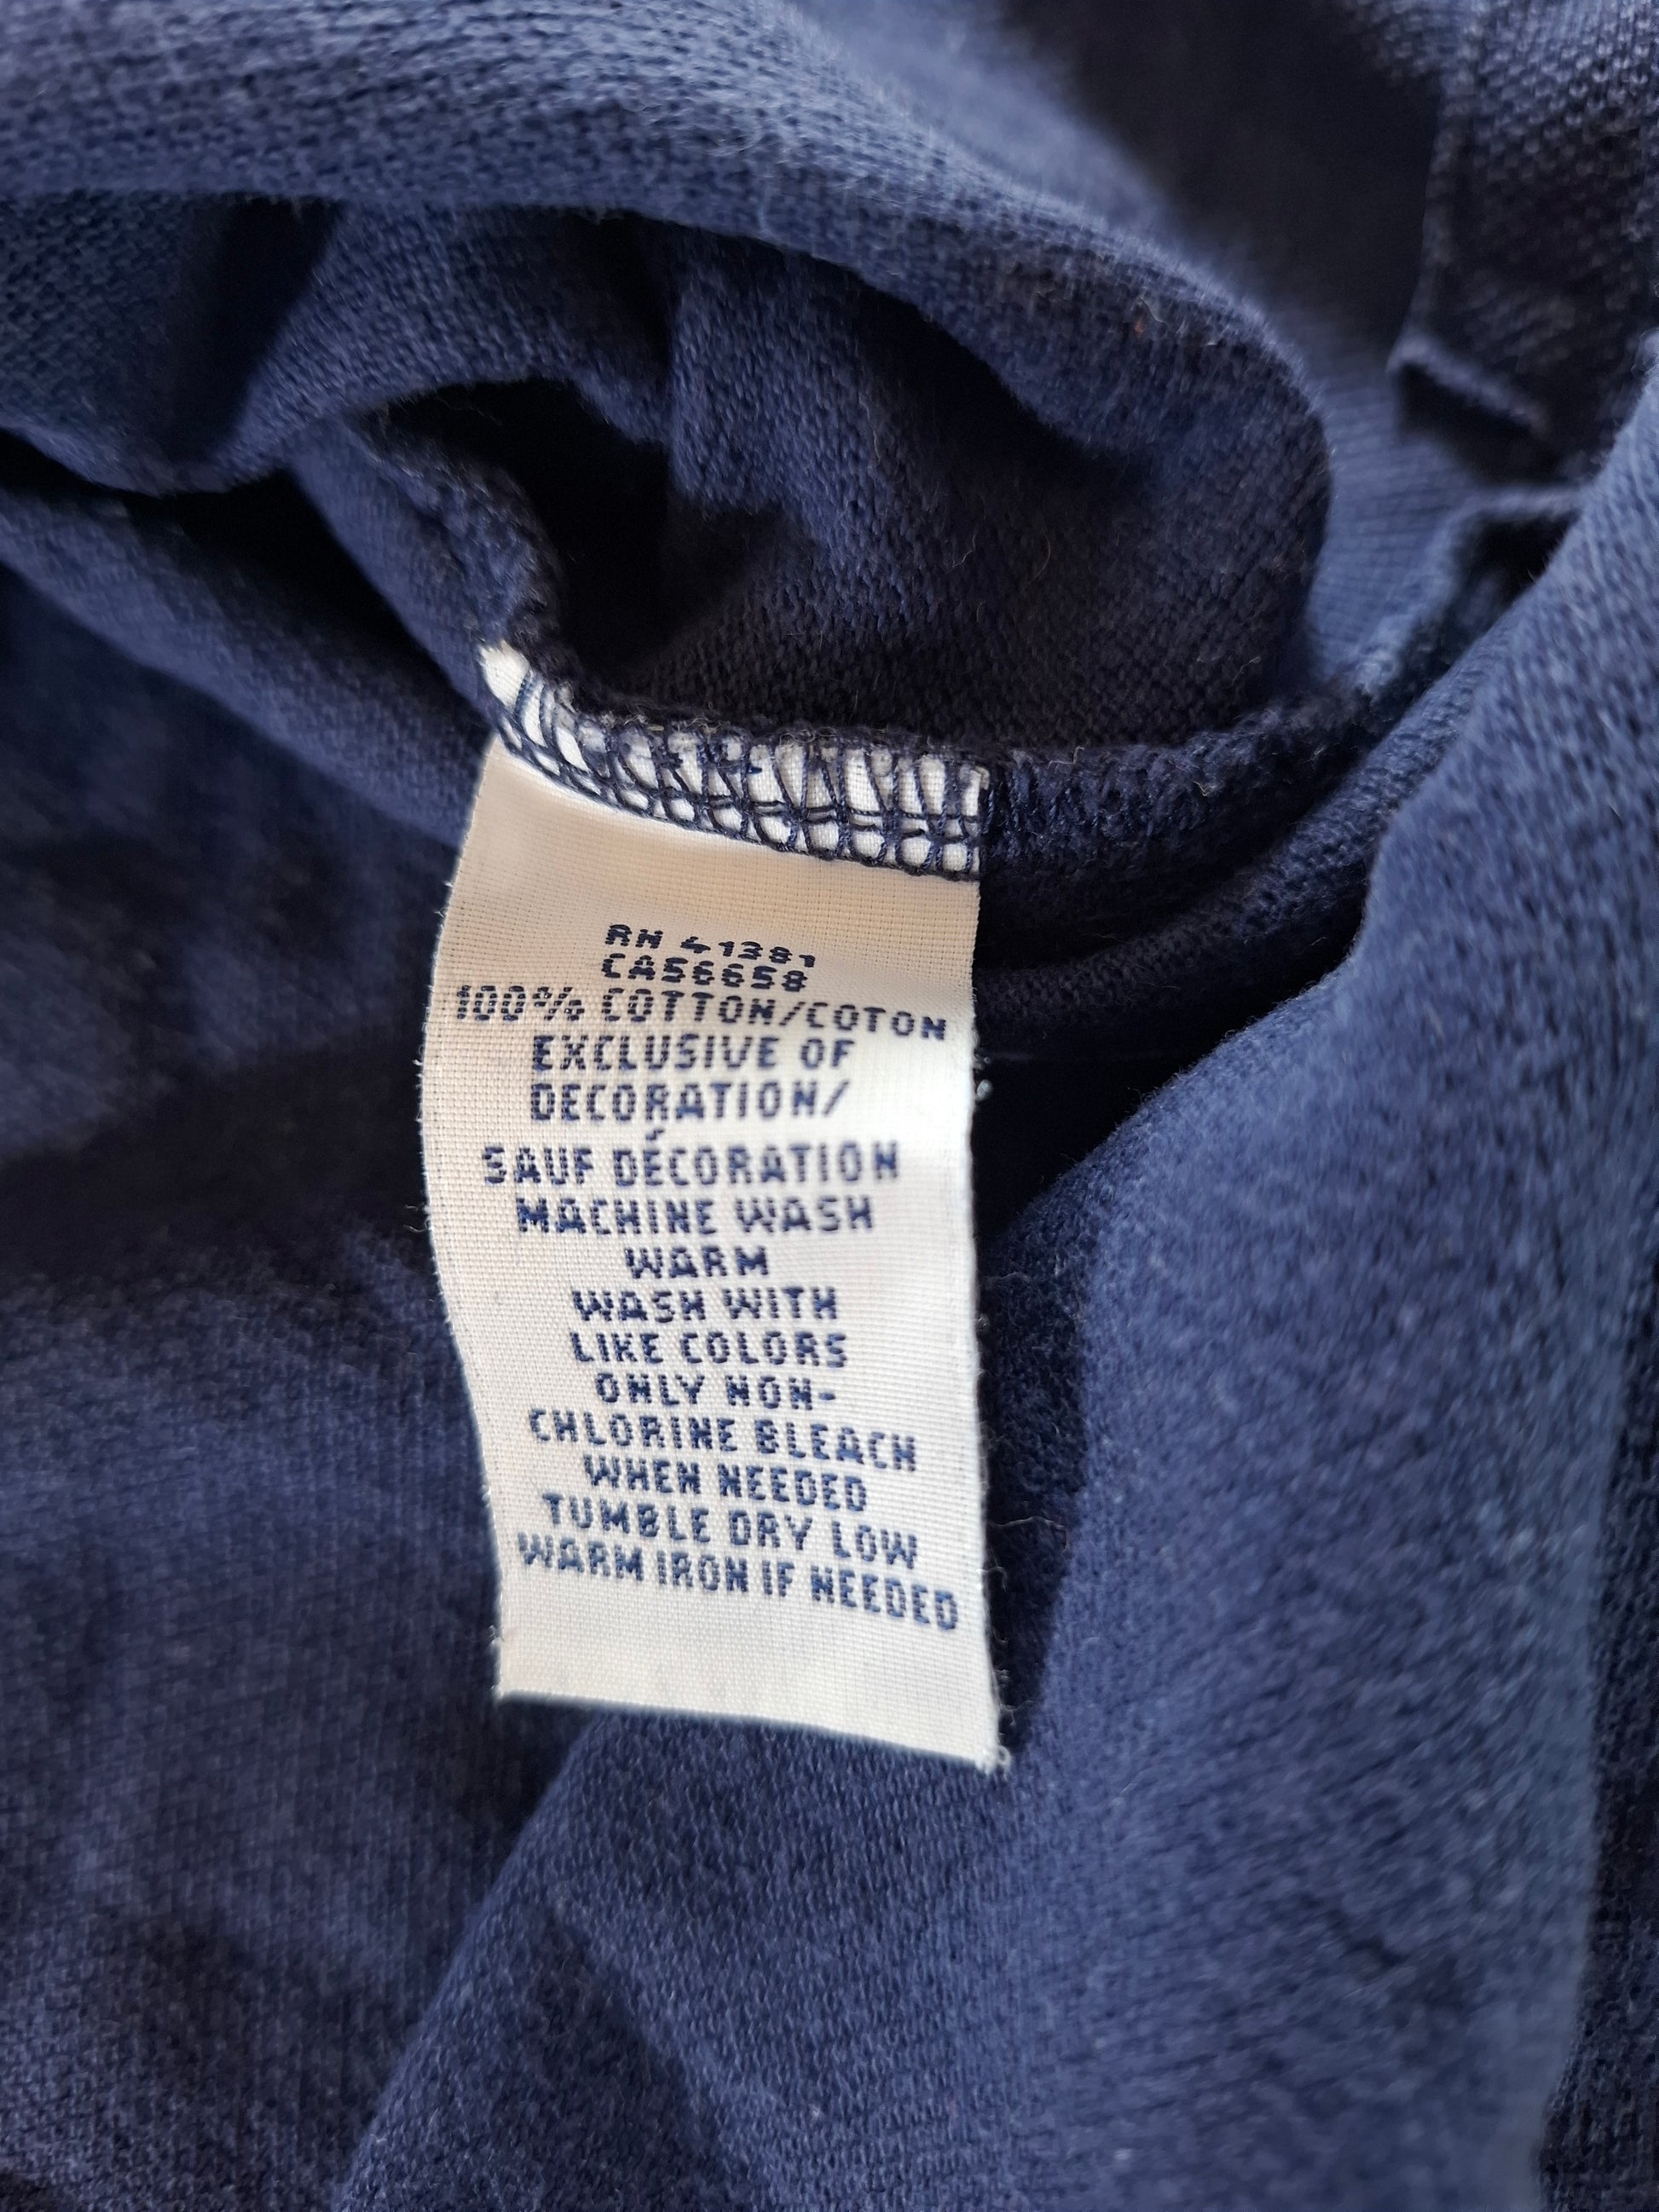 RN 41381
CA56658
100% COTTON/COTON
EXCLUSIVE OF
DECORATION/
SAUF DÉCORATION
MACHINE WASH
WARM
WASH WITH
LIKE COLORS
ONLY NON-
CHLORINE BLEACH
WHEN NEEDED
TUMBLE DRY LOW
WARM IRON IF NEEDED